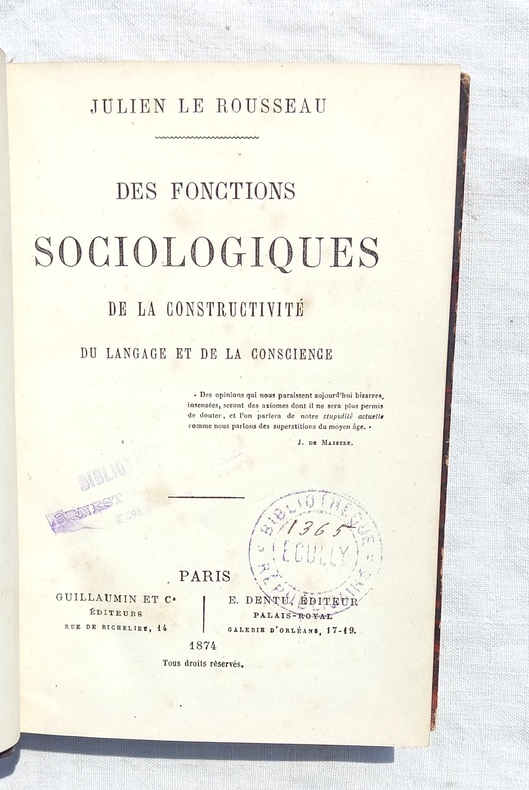 JULIEN LE ROUSSEAU
DES FONCTIONS
SOCIOLOGIQUES
DE LA CONSTRUCTIVITÉ
DU LANGAGE ET DE LA CONSCIENCE
« Des opinions qui nous paraissent aujourd'hui bizarres,
insensées, seront des axiomes dont il ne sera plus permis
de douter, et l'on parlera de notre stupidité actuelle
comme nous parlons des superstitions du moyen âge. »
J. DE MAISTRE.
ERNEST
BIBLIOTHÈQUE
11365
ECULLY
PARIS
GUILLAUMIN ET Cie
ÉDITEURS
RUE DE RICHELIEU, 14
E. DENTU, ÉDITEUR
PALAIS-ROYAL
GALERIE D'ORLÉANS, 17-19.
1874
Tous droits réservés.